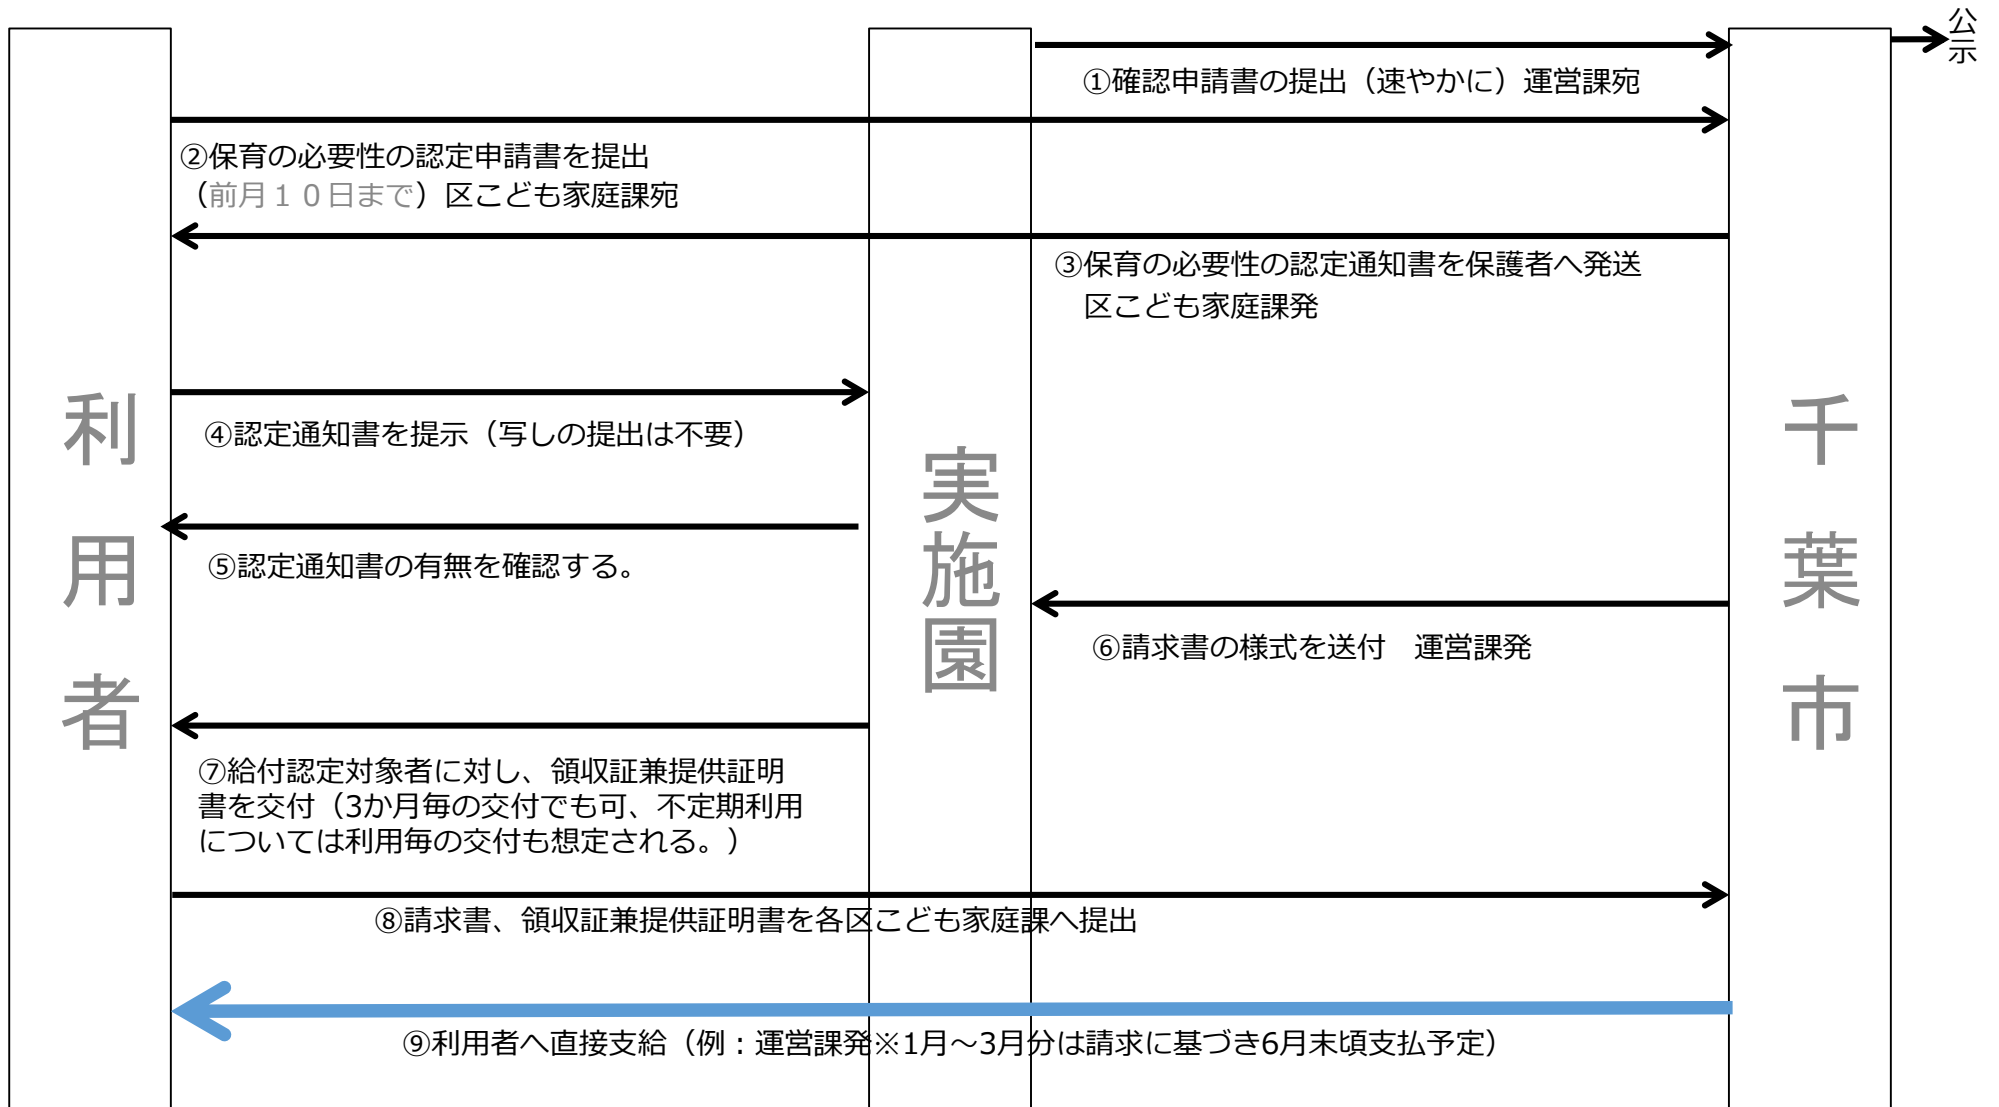 公示
①確認申請書の提出（速やかに）運営課宛
②保育の必要性の認定申請書を提出
（前月１０日まで）区こども家庭課宛
③保育の必要性の認定通知書を保護者へ発送
区こども家庭課発
④認定通知書を提示（写しの提出は不要）
⑤認定通知書の有無を確認する。
⑥請求書の様式を送付　運営課発
⑦給付認定対象者に対し、領収証兼提供証明
書を交付（3か月毎の交付でも可、不定期利用
については利用毎の交付も想定される。）
⑧請求書、領収証兼提供証明書を各区こども家庭課へ提出
⑨利用者へ直接支給（例：運営課発※1月～3月分は請求に基づき6月末頃支払予定）
利用者
実施園
千葉市